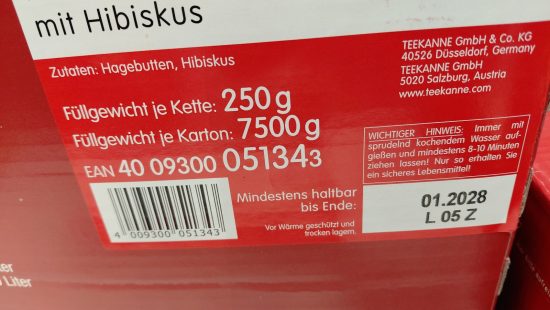 mit Hibiskus
TEEKANNE GmbH & Co. KG
40526 Düsseldorf, Germany
TEEKANNE GmbH
5020 Salzburg, Austria
www.teekanne.com
Zutaten: Hagebutten, Hibiskus
Füllgewicht je Kette: 250 g
Füllgewicht je Karton: 7500 g
EAN 40 09300 051343
4 009300 051343
WICHTIGER HINWEIS: Immer mit
sprudelnd kochendem Wasser auf-
gießen und mindestens 8-10 Minuten
ziehen lassen! Nur so erhalten Sie
ein sicheres Lebensmittel!
Mindestens haltbar
bis Ende:
01.2028
L 05 Z
Vor Wärme geschützt und
trocken lagern.
Liter